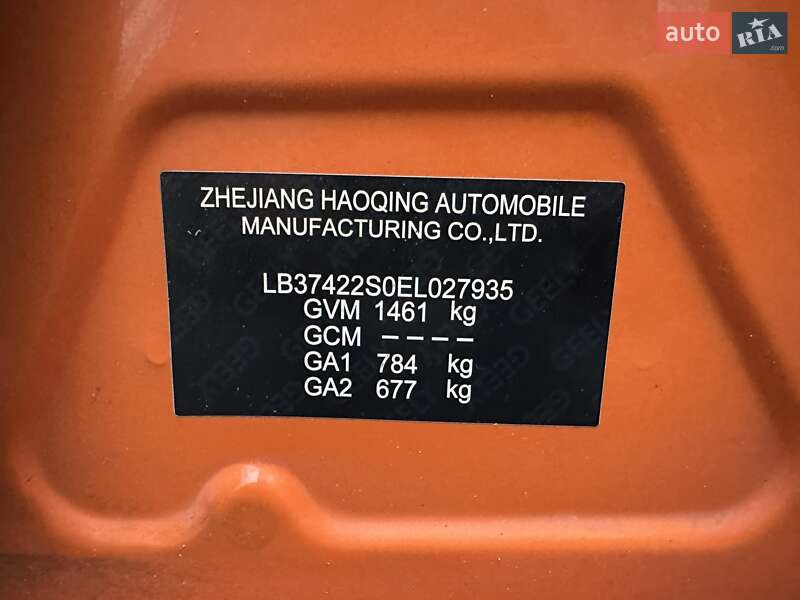 auto RIA .com
ZHEJIANG HAOQING AUTOMOBILE
MANUFACTURING CO.,LTD.
LB37422S0EL027935
GVM 1461 kg
GCM ————
GA1 784 kg
GA2 677 kg